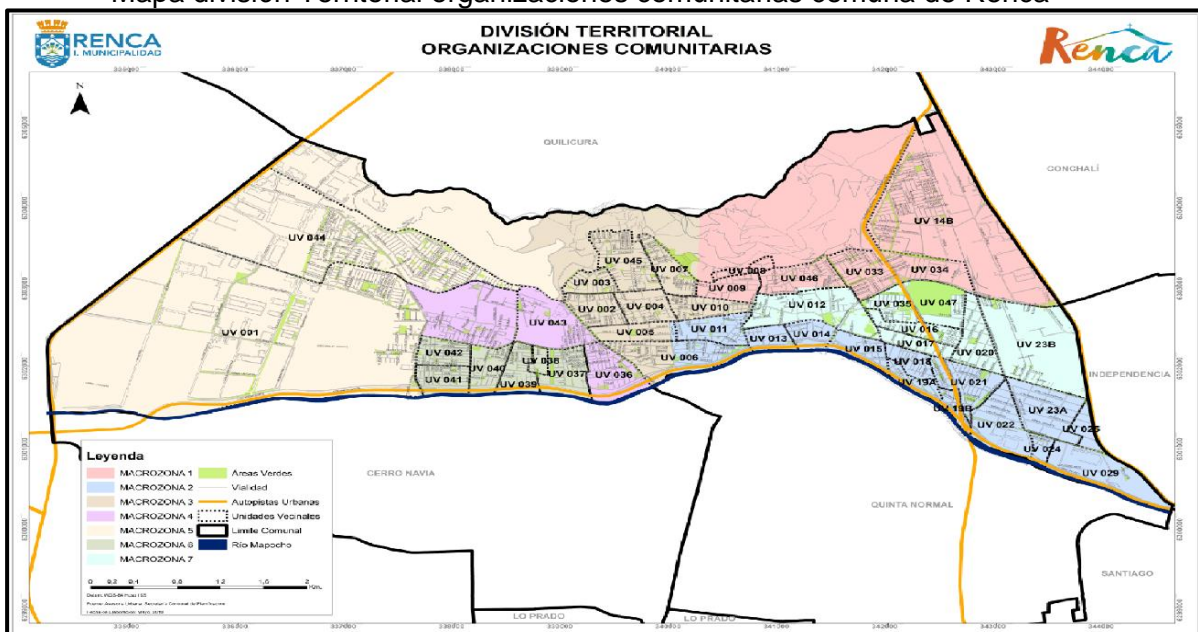 Mapa división Territorial organizaciones comunitarias comuna de Renca
RENCA
I. MUNICIPALIDAD
DIVISIÓN TERRITORIAL
ORGANIZACIONES COMUNITARIAS
Renca
N
QUILICURA
CONCHALÍ
UV 14B
UV 044
UV 045
UV 007
UV 008
UV 046
UV 033
UV 034
UV 003
UV 009
UV 002
UV 004
UV 010
UV 012
UV 035
UV 047
UV 001
UV 043
UV 005
UV 011
UV 013
UV 014
UV 016
UV 017
UV 020
UV 23B
UV 042
UV 040
UV 038
UV 037
UV 006
UV 015
UV 018
UV 041
UV 039
UV 036
UV 19A
UV 021
INDEPENDENCIA
UV 19B
UV 022
UV 23A
UV 025
UV 024
UV 029
CERRO NAVIA
QUINTA NORMAL
SANTIAGO
LO PRADO
LO PRADO
Leyenda
MACROZONA 1
MACROZONA 2
MACROZONA 3
MACROZONA 4
MACROZONA 5
MACROZONA 6
MACROZONA 7
Áreas Verdes
Vialidad
Autopistas Urbanas
Unidades Vecinales
Límite Comunal
Río Mapocho